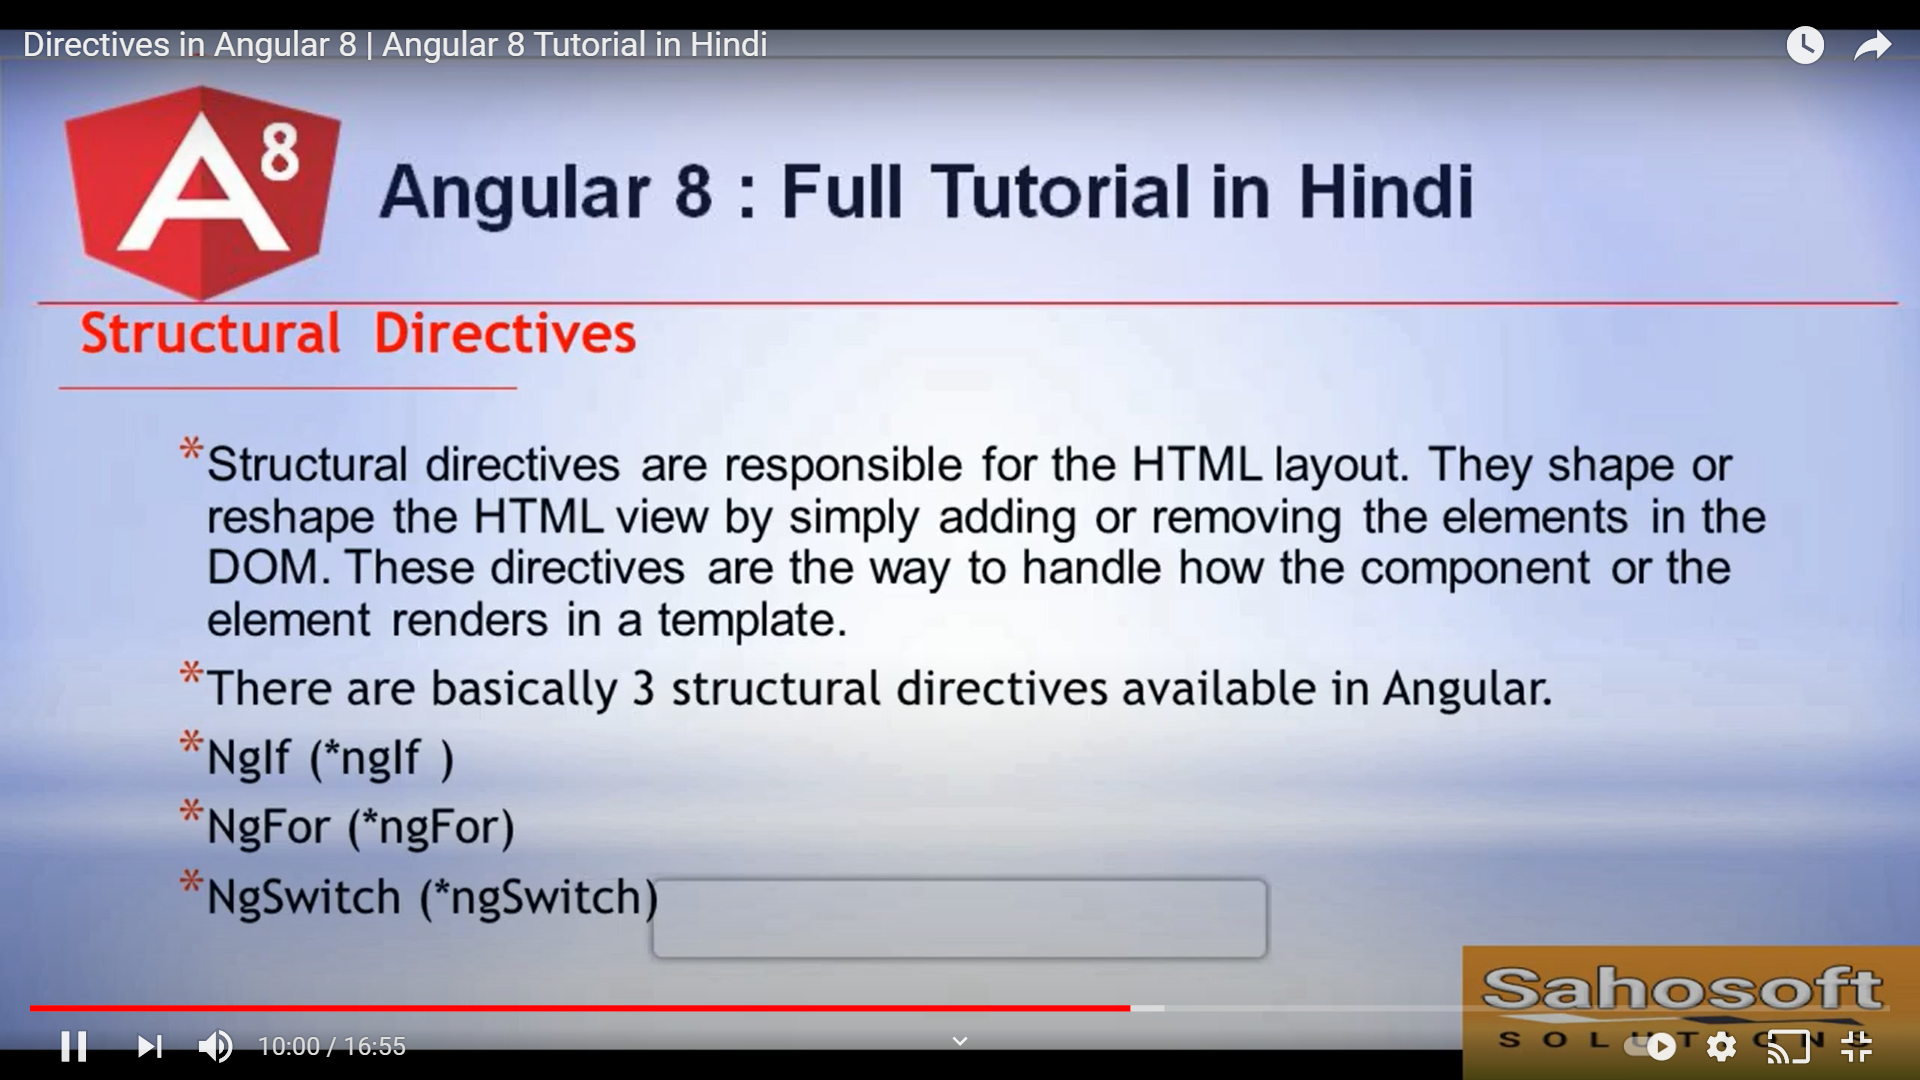 Directives in Angular 8 | Angular 8 Tutorial in Hindi
A 8
Angular 8 : Full Tutorial in Hindi
Structural Directives
*Structural directives are responsible for the HTML layout. They shape or
reshape the HTML view by simply adding or removing the elements in the
DOM. These directives are the way to handle how the component or the
element renders in a template.
*There are basically 3 structural directives available in Angular.
*NgIf (*ngIf )
*NgFor (*ngFor)
*NgSwitch (*ngSwitch)
Sahosoft
SOLUTIONS
10:00 / 16:55